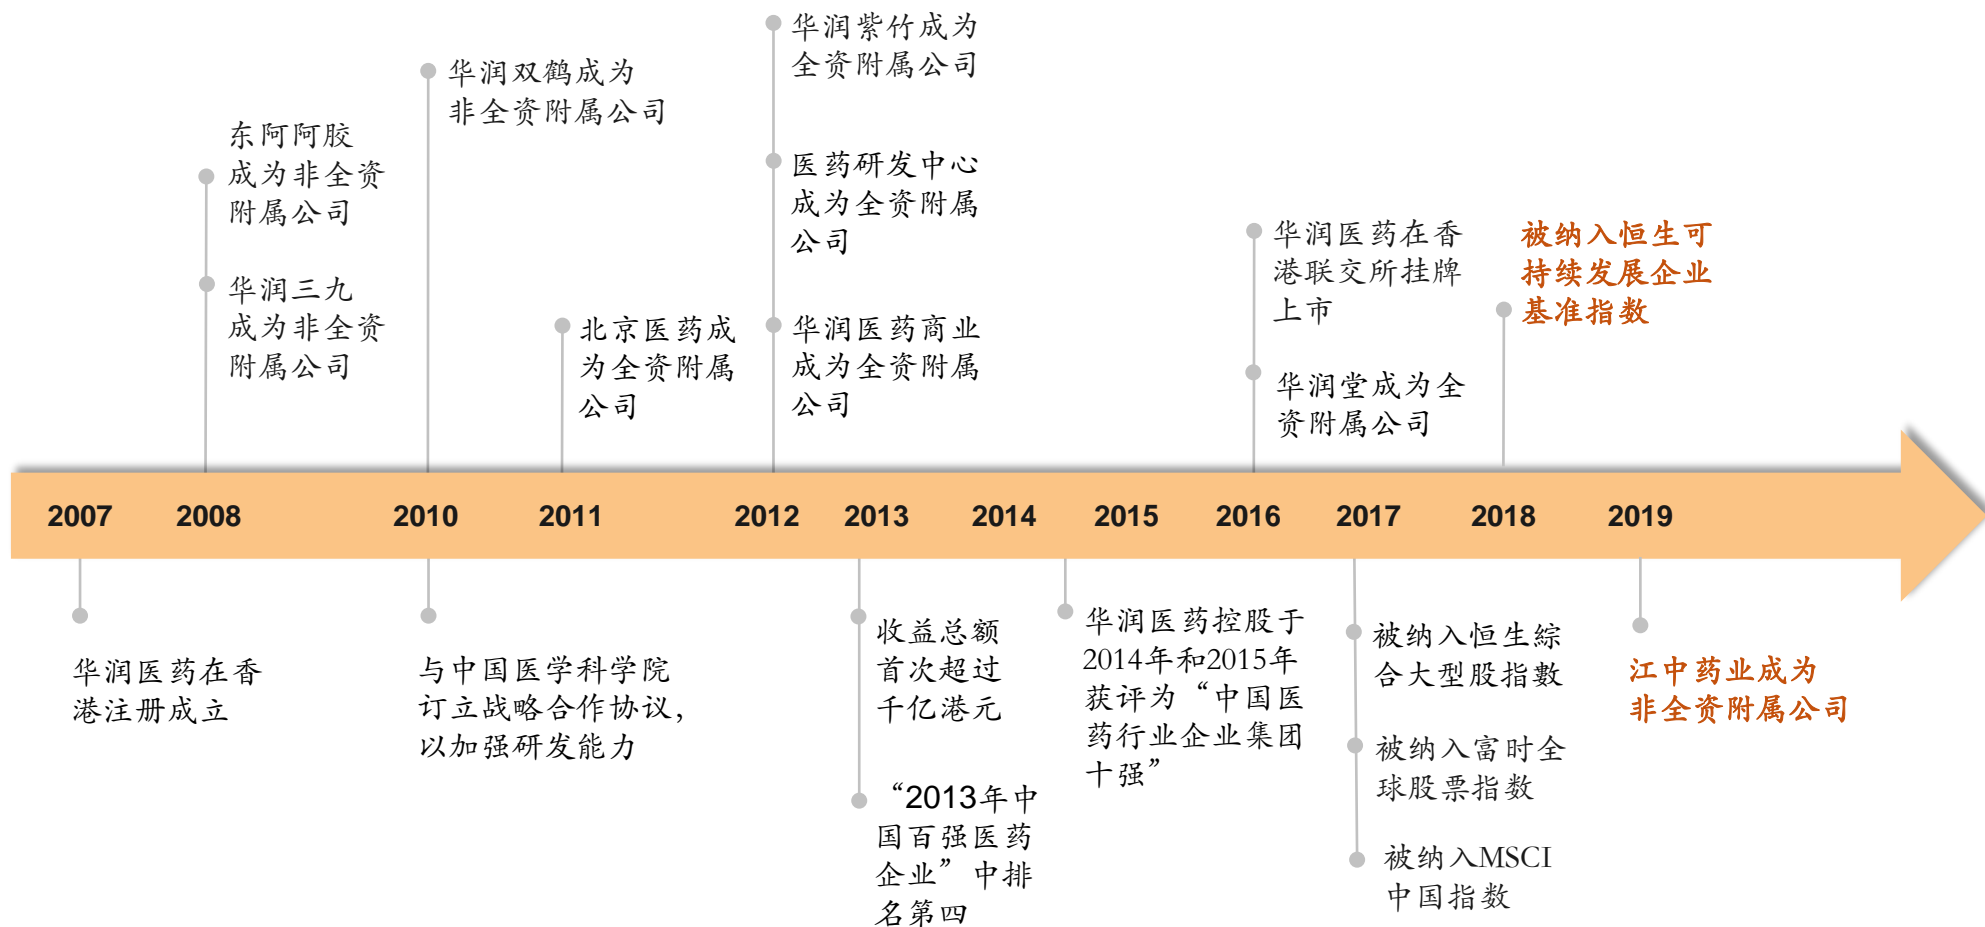 东阿阿胶
成为非全资
附属公司
华润三九
成为非全资
附属公司
华润双鹤成为
非全资附属公司
北京医药成
为全资附属
公司
华润紫竹成为
全资附属公司
医药研发中心
成为全资附属
公司
华润医药商业
成为全资附属
公司
华润医药在香
港联交所挂牌
上市
华润堂成为全
资附属公司
被纳入恒生可
持续发展企业
基准指数
2007 2008 2010 2011 2012 2013 2014 2015 2016 2017 2018 2019
华润医药在香
港注册成立
与中国医学科学院
订立战略合作协议，
以加强研发能力
收益总额
首次超过
千亿港元
“2013年中
国百强医药
企业”中排
名第四
华润医药控股于
2014年和2015年
获评为“中国医
药行业企业集团
十强”
被纳入恒生綜
合大型股指數
被纳入富时全
球股票指数
被纳入MSCI
中国指数
江中药业成为
非全资附属公司